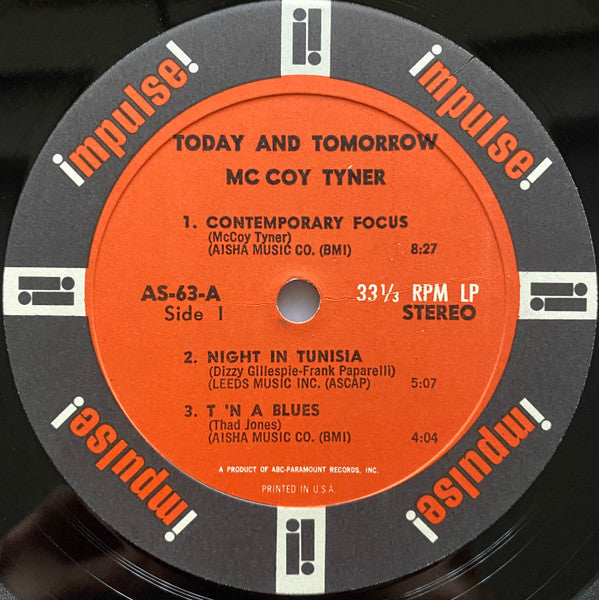 impulse!
impulse!
TODAY AND TOMORROW
MC COY TYNER
1. CONTEMPORARY FOCUS
(McCoy Tyner)
(AISHA MUSIC CO. (BMI) 8:27
AS-63-A 33⅓ RPM LP
Side 1 STEREO
2. NIGHT IN TUNISIA
(Dizzy Gillespie-Frank Paparelli)
(LEEDS MUSIC INC. (ASCAP) 5:07
3. T 'N A BLUES
(Thad Jones)
(AISHA MUSIC CO. (BMI) 4:04
A PRODUCT OF ABC-PARAMOUNT RECORDS, INC.
PRINTED IN U.S.A.
impulse!
impulse!